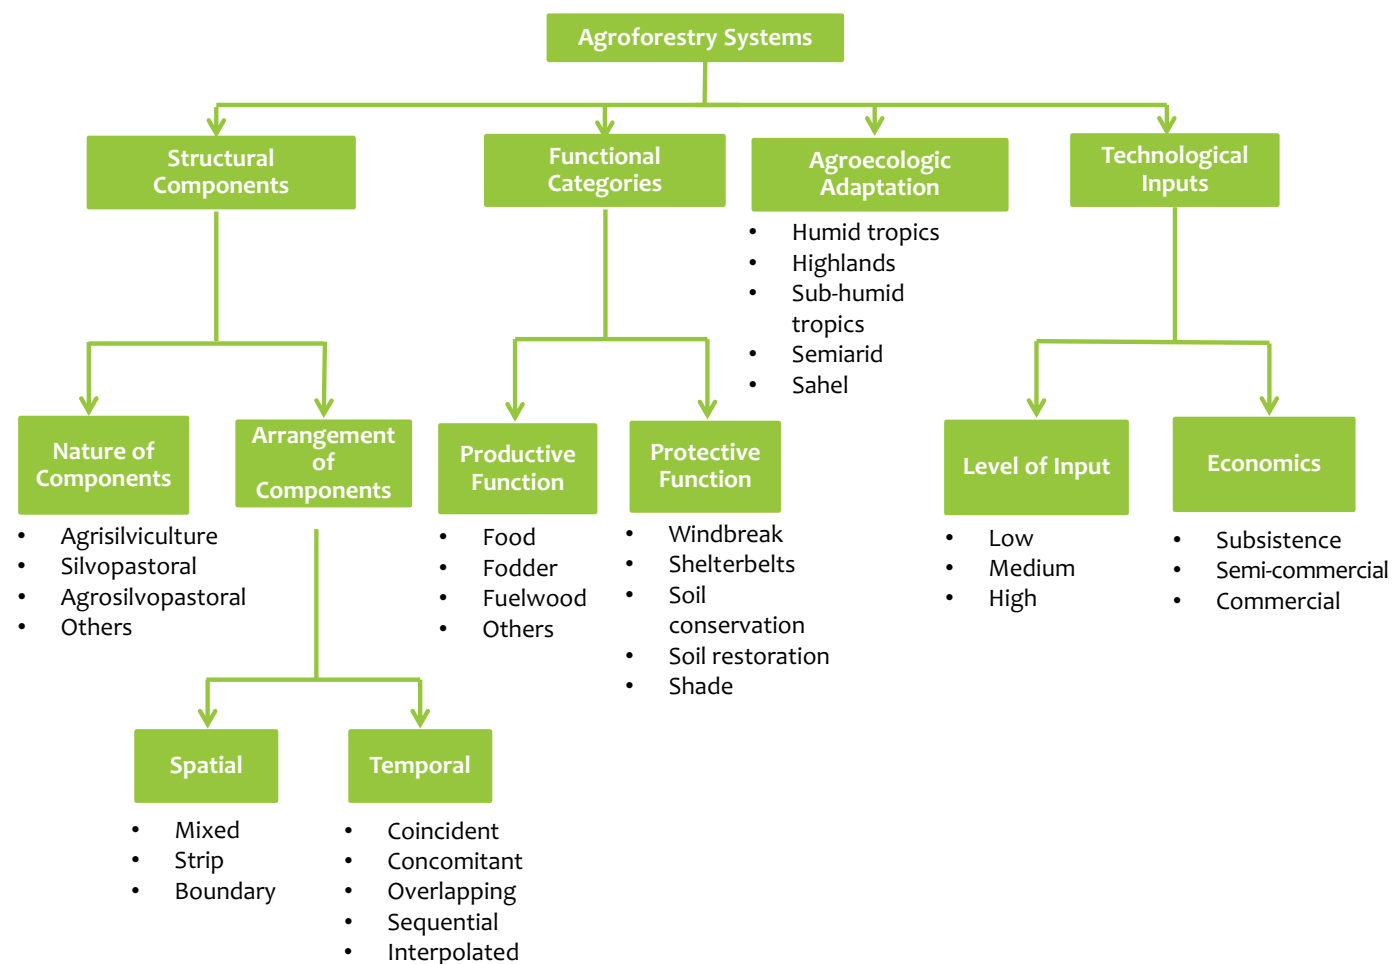 Agroforestry Systems
Structural
Components
Functional
Categories
Agroecologic
Adaptation
Technological
Inputs
• Humid tropics
• Highlands
• Sub-humid
tropics
• Semiarid
• Sahel
Nature of
Components
Arrangement
of
Components
Productive
Function
Protective
Function
Level of Input
Economics
• Agrisilviculture
• Silvopastoral
• Agrosilvopastoral
• Others
• Food
• Fodder
• Fuelwood
• Others
• Windbreak
• Shelterbelts
• Soil
conservation
• Soil restoration
• Shade
• Low
• Medium
• High
• Subsistence
• Semi-commercial
• Commercial
Spatial
Temporal
• Mixed
• Strip
• Boundary
• Coincident
• Concomitant
• Overlapping
• Sequential
• Interpolated